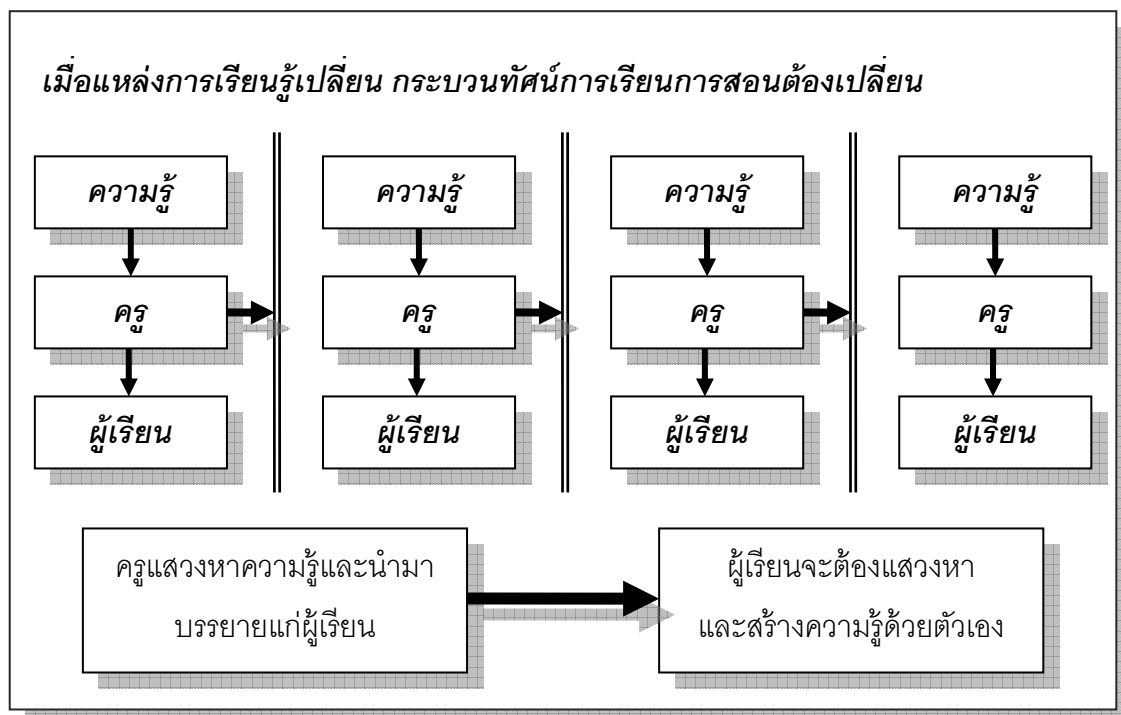 เมื่อแหล่งการเรียนรู้เปลี่ยน กระบวนทัศน์การเรียนการสอนต้องเปลี่ยน
ความรู้
ครู
ผู้เรียน
ความรู้
ครู
ผู้เรียน
ความรู้
ครู
ผู้เรียน
ความรู้
ครู
ผู้เรียน
ครูแสวงหาความรู้และนำมา
บรรยายแก่ผู้เรียน
ผู้เรียนจะต้องแสวงหา
และสร้างความรู้ด้วยตัวเอง